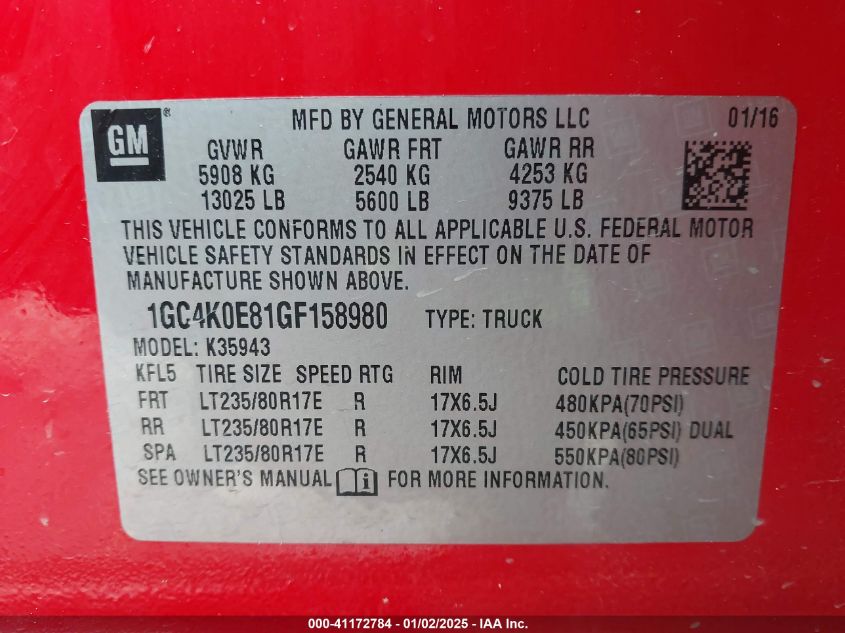 GM® MFD BY GENERAL MOTORS LLC 01/16
GVWR GAWR FRT GAWR RR
5908 KG 2540 KG 4253 KG
13025 LB 5600 LB 9375 LB
THIS VEHICLE CONFORMS TO ALL APPLICABLE U.S. FEDERAL MOTOR
VEHICLE SAFETY STANDARDS IN EFFECT ON THE DATE OF
MANUFACTURE SHOWN ABOVE.
1GC4K0E81GF158980 TYPE: TRUCK
MODEL: K35943
KFL5 TIRE SIZE SPEED RTG RIM COLD TIRE PRESSURE
FRT LT235/80R17E R 17X6.5J 480KPA(70PSI)
RR LT235/80R17E R 17X6.5J 450KPA(65PSI) DUAL
SPA LT235/80R17E R 17X6.5J 550KPA(80PSI)
SEE OWNER'S MANUAL i FOR MORE INFORMATION.
000-41172784 - 01/02/2025 - IAA Inc.